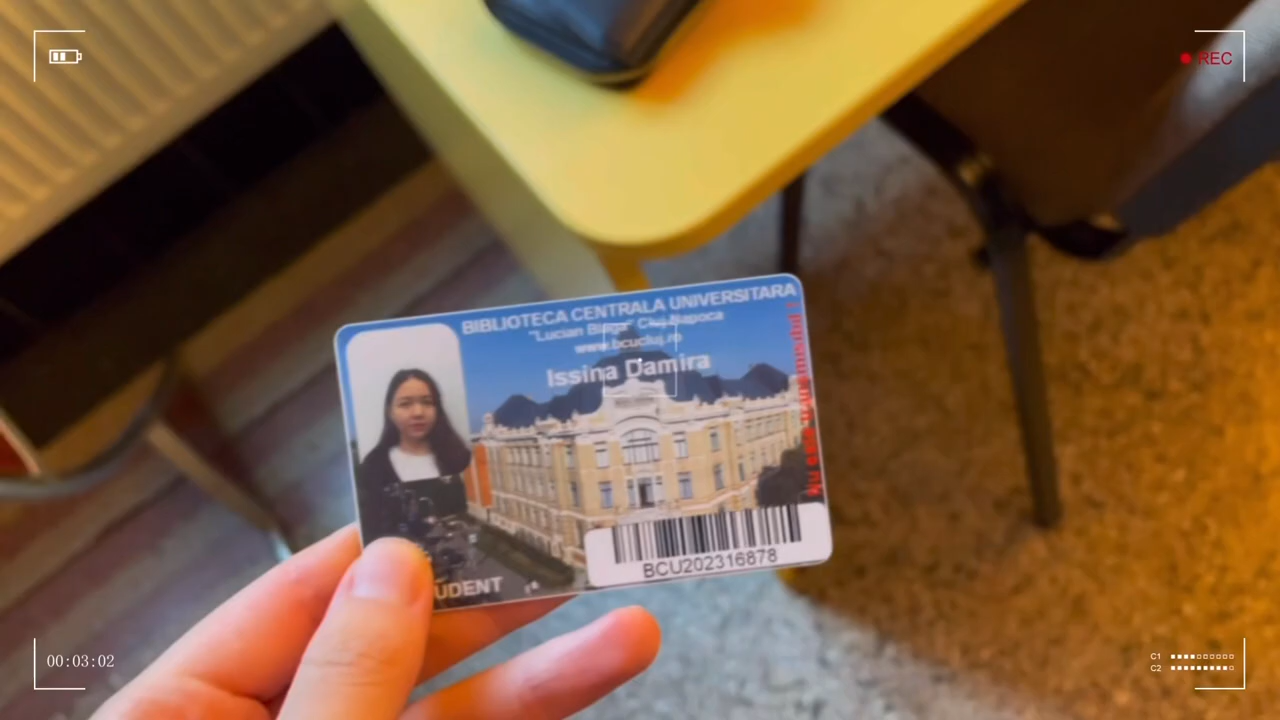 REC
BIBLIOTECA CENTRALA UNIVERSITARA
"Lucian Blaga" Cluj-Napoca
www.bcucluj.ro
Issina Damira
BCU202316878
UDENT
00:03:02
C1
C2